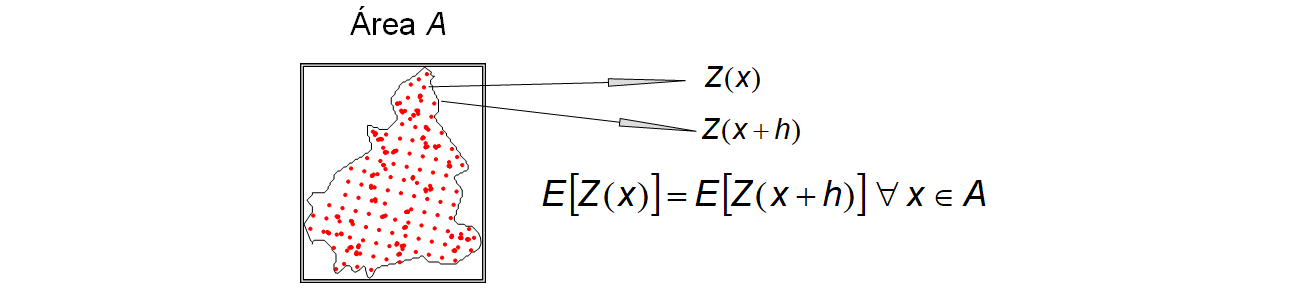 Área A
Z(x)
Z(x + h)
E[Z(x)] = E[Z(x + h)] ∀ x ∈ A